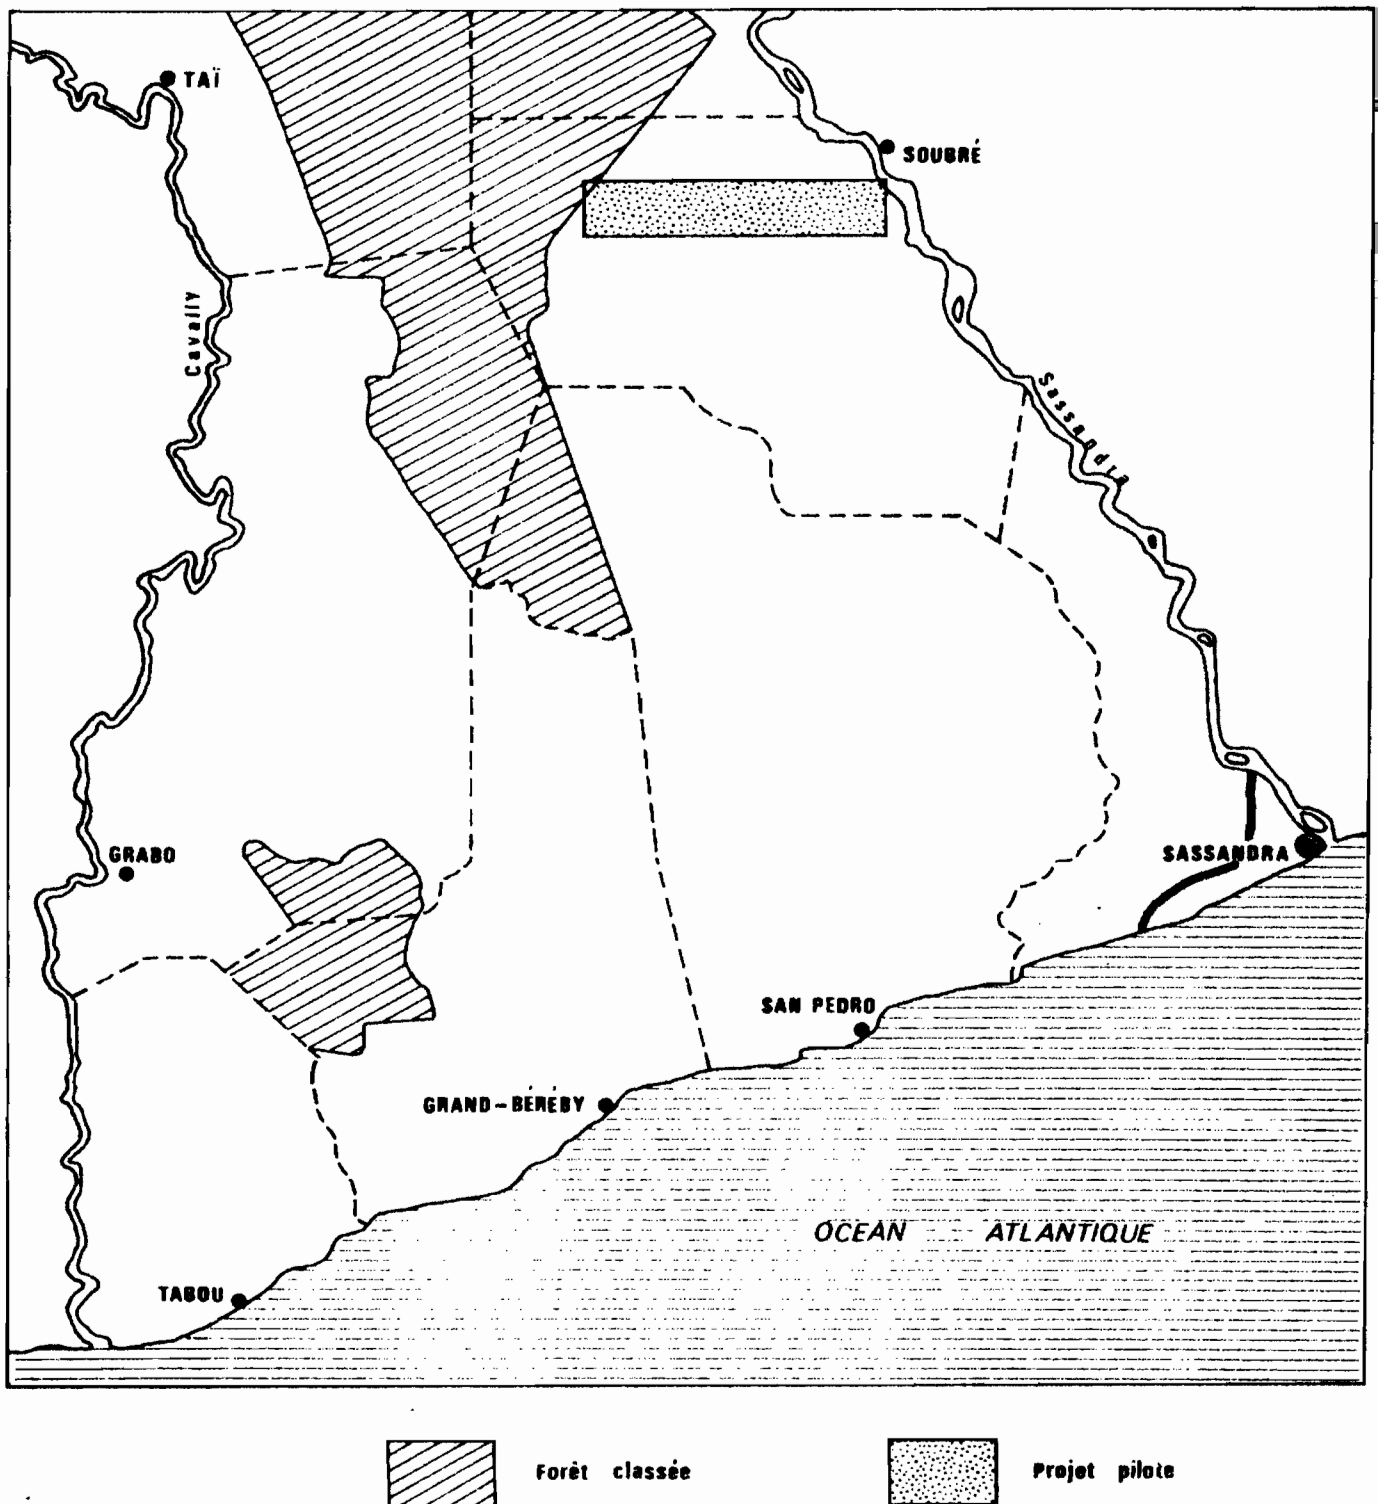 TAÏ
SOUBRÉ
Cavally
Sassandra
GRABO
SASSANDRA
SAN PEDRO
GRAND-BÉRÉBY
OCEAN ATLANTIQUE
TABOU
Forêt classée
Projet pilote